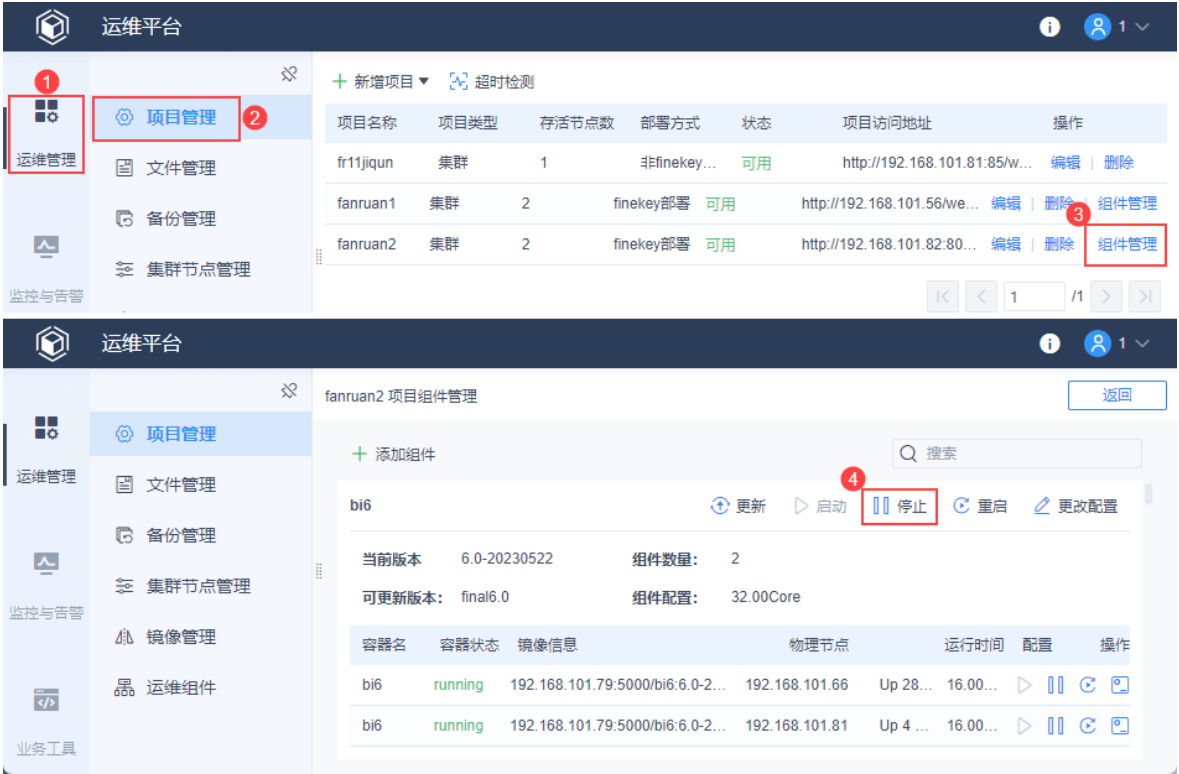 运维平台 1
1
运维管理
监控与告警
项目管理 2
文件管理
备份管理
集群节点管理
新增项目 超时检测
项目名称 项目类型 存活节点数 部署方式 状态 项目访问地址 操作
fr11jiqun 集群 1 非finekey... 可用 http://192.168.101.81:85/w... 编辑 | 删除
fanruan1 集群 2 finekey部署 可用 http://192.168.101.56/we... 编辑 | 删除 | 组件管理
3
fanruan2 集群 2 finekey部署 可用 http://192.168.101.82:80... 编辑 | 删除 组件管理
1 /1
运维平台 1
运维管理
监控与告警
业务工具
项目管理
文件管理
备份管理
集群节点管理
镜像管理
运维组件
fanruan2 项目组件管理 返回
添加组件 搜索
4
bi6 更新 启动 停止 重启 更改配置
当前版本 6.0-20230522 组件数量： 2
可更新版本： final6.0 组件配置： 32.00Core
容器名 容器状态 镜像信息 物理节点 运行时间 配置 操作
bi6 running 192.168.101.79:5000/bi6:6.0-2... 192.168.101.66 Up 28... 16.00...
bi6 running 192.168.101.79:5000/bi6:6.0-2... 192.168.101.81 Up 4 ... 16.00...